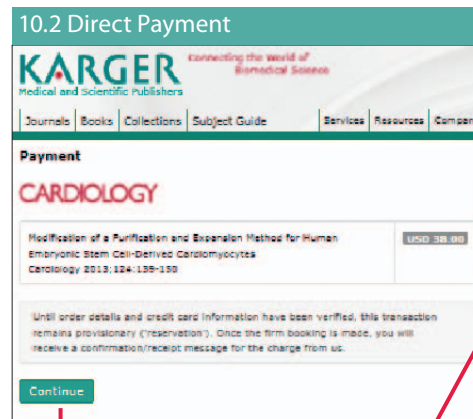 10.2 Direct Payment
KARGER
Medical and Scientific Publishers
Connecting the World of
Biomedical Science
Journals Books Collections Subject Guide Services Resources Compan
Payment
CARDIOLOGY
Modification of a Purification and Expansion Method for Human
Embryonic Stem Cell-Derived Cardiomyocytes
Cardiology 2013;124:139-150
USD 38.00
Until order details and credit card information have been verified, this transaction
remains provisionary ("reservation"). Once the firm booking is made, you will
receive a confirmation/receipt message for the charge from us.
Continue